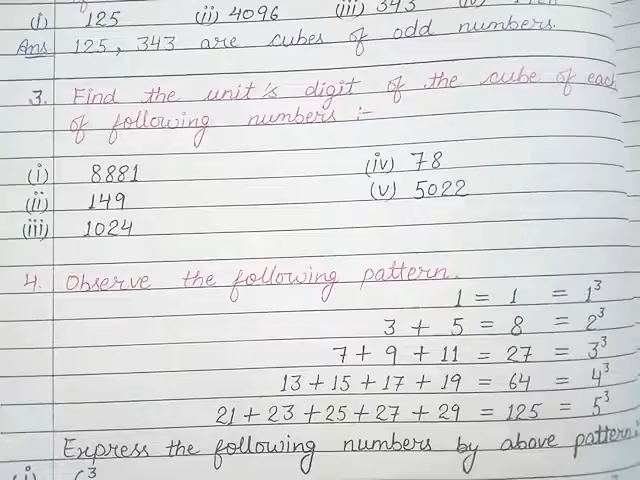 (i) 125 (ii) 4096 (iii) 343
Ans 125, 343 are cubes of odd numbers.
3. Find the unit's digit of the cube of each
of following numbers :-
(i) 8881 (iv) 78
(ii) 149 (v) 5022
(iii) 1024
4. Observe the following pattern.
1 = 1 = 1³
3 + 5 = 8 = 2³
7 + 9 + 11 = 27 = 3³
13 + 15 + 17 + 19 = 64 = 4³
21 + 23 + 25 + 27 + 29 = 125 = 5³
Express the following numbers by above pattern:
(i)